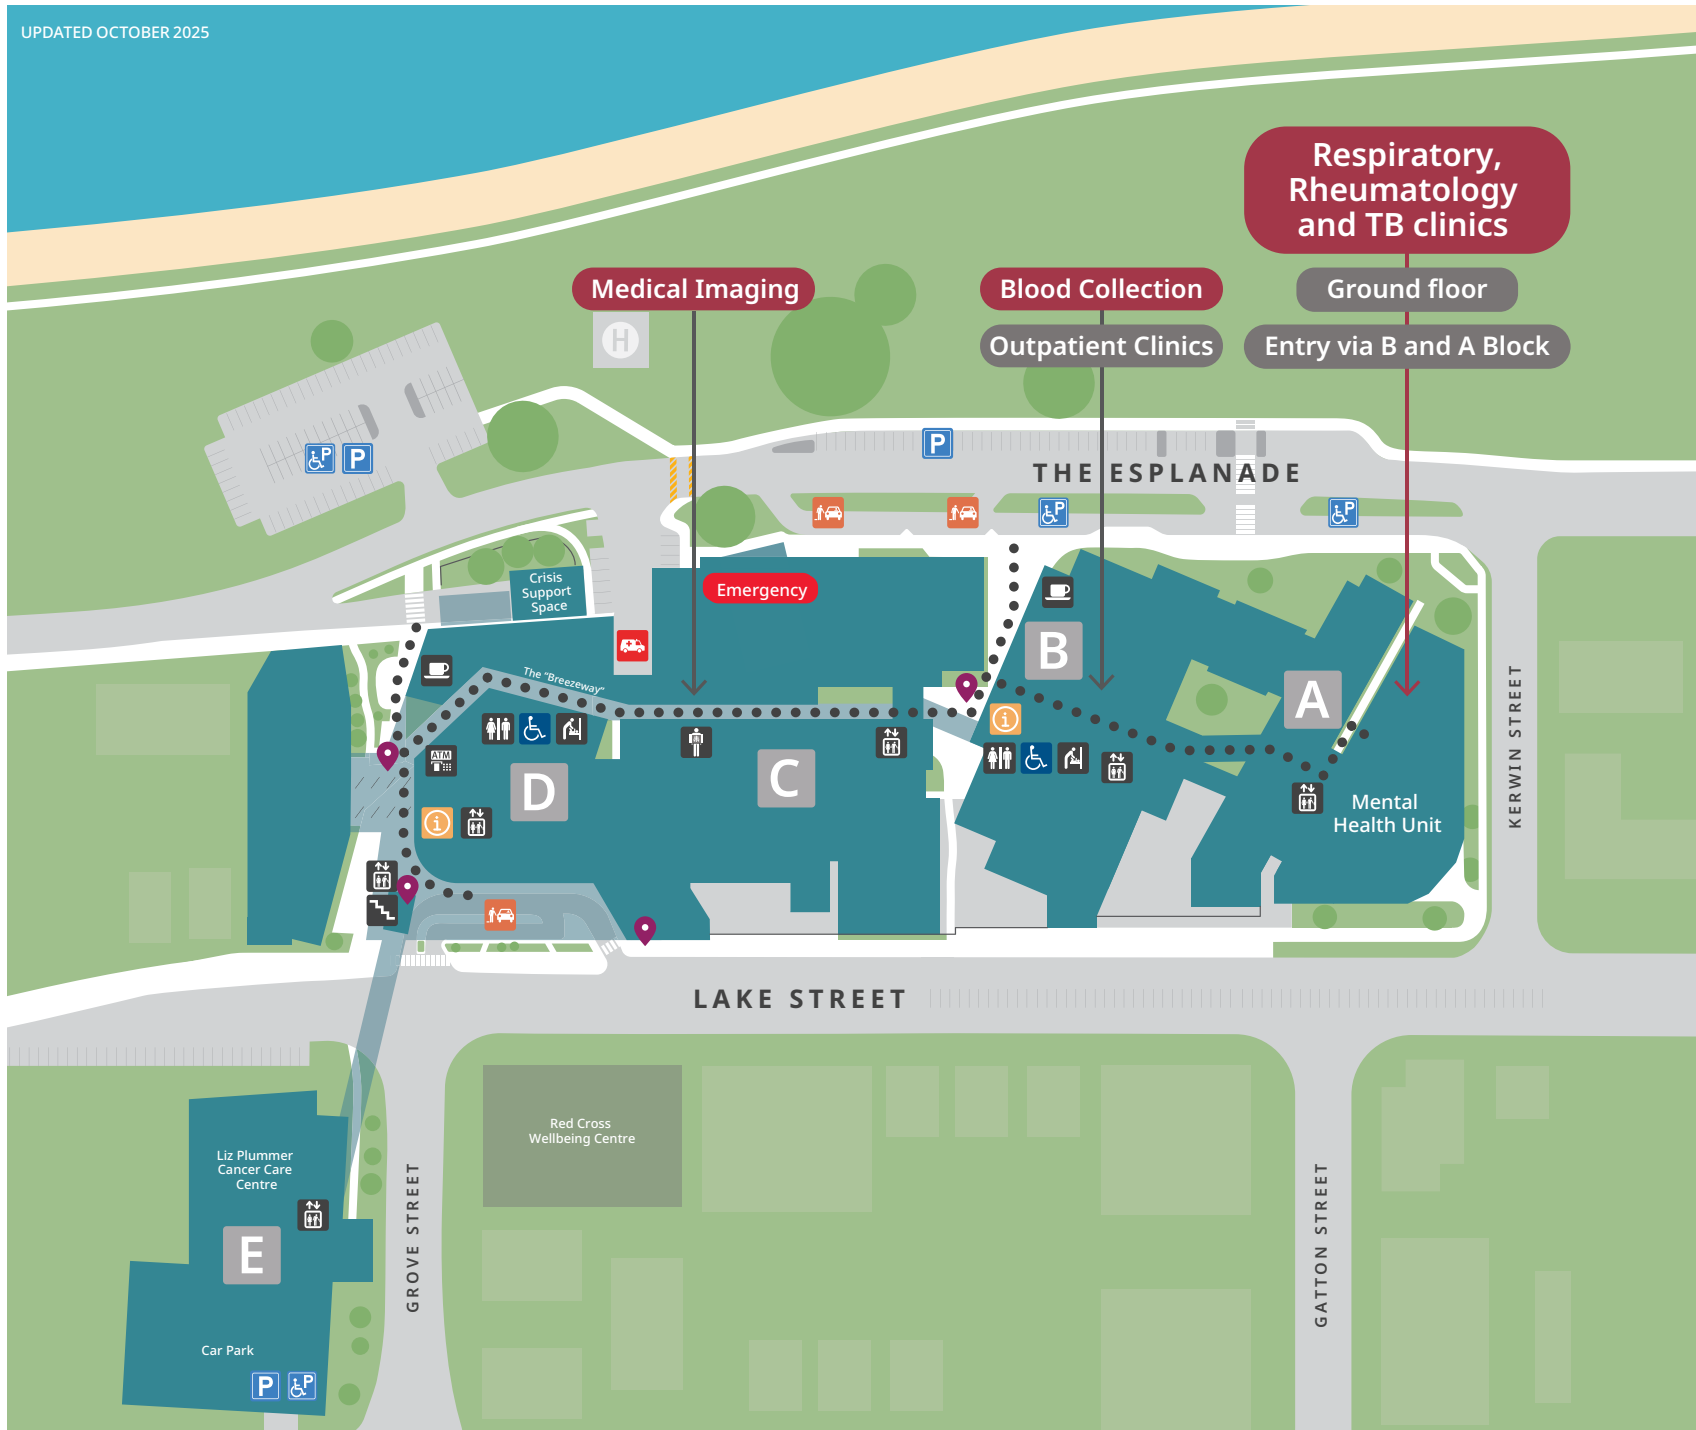 UPDATED OCTOBER 2025
Respiratory,
Rheumatology
and TB clinics
Medical Imaging
Blood Collection
Ground floor
H
Outpatient Clinics
Entry via B and A Block
P
P
P
THE ESPLANADE
P
P
Crisis
Support
Space
Emergency
B
The "Breezeway"
A
i
ATM
D
C
i
Mental
Health Unit
KERWIN STREET
LAKE STREET
Red Cross
Wellbeing Centre
Liz Plummer
Cancer Care
Centre
E
GROVE STREET
GATTON STREET
Car Park
P
P